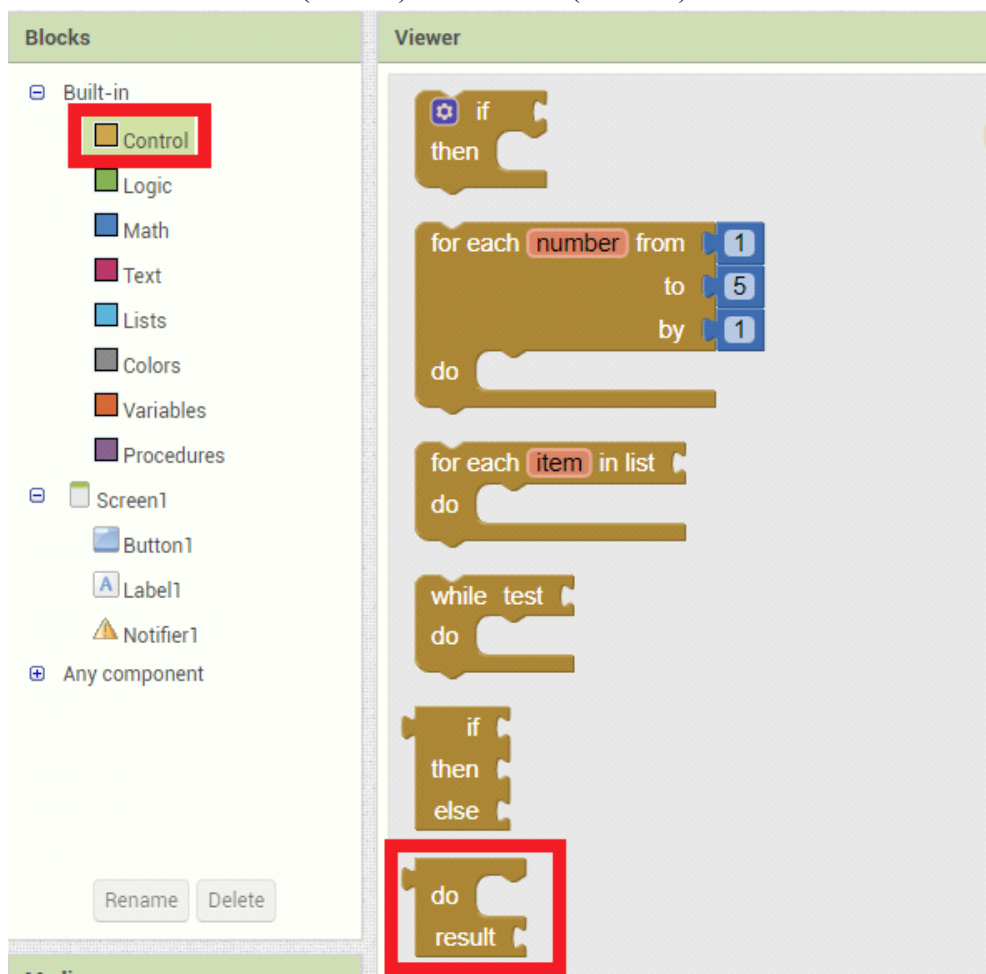 Blocks
Viewer
Built-in
Control
Logic
Math
Text
Lists
Colors
Variables
Procedures
Screen1
Button1
A Label1
Notifier1
Any component
Rename Delete
if
then
for each number from 1
to 5
by 1
do
for each item in list
do
while test
do
if
then
else
do
result